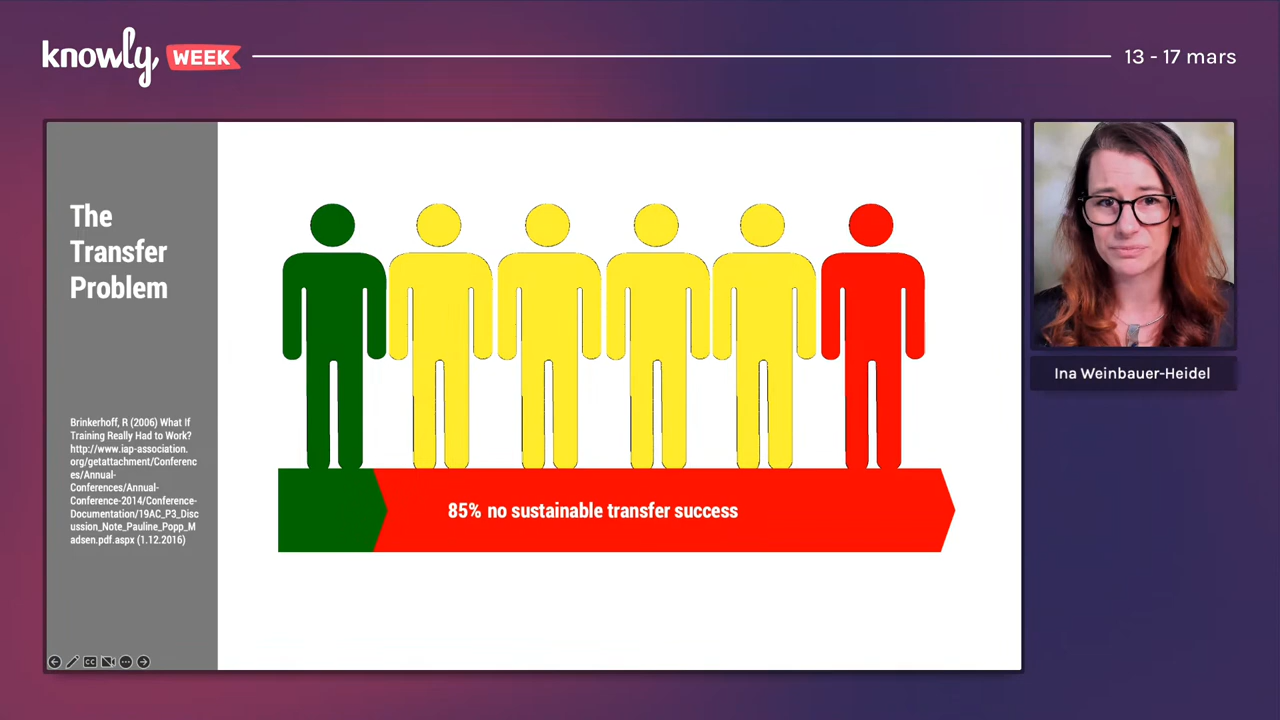 knowly WEEK
13 - 17 mars
The
Transfer
Problem
Brinkerhoff, R (2006) What If
Training Really Had to Work?
http://www.iap-association.
org/getattachment/Conferenc
es/Annual-
Conferences/Annual-
Conference-2014/Conference-
Documentation/19AC_P3_Disc
ussion_Note_Pauline_Popp_M
adsen.pdf.aspx (1.12.2016)
85% no sustainable transfer success
Ina Weinbauer-Heidel
CC